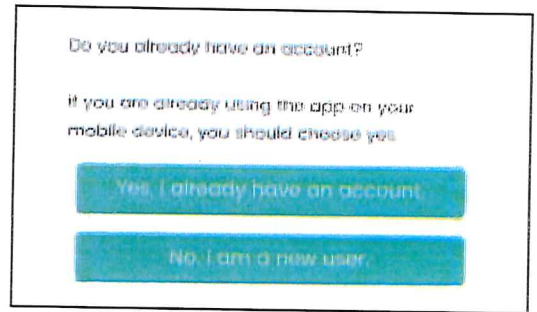 Do you already have an account?
If you are already using the app on your
mobile device, you should choose yes
Yes, I already have an account
No, I am a new user.